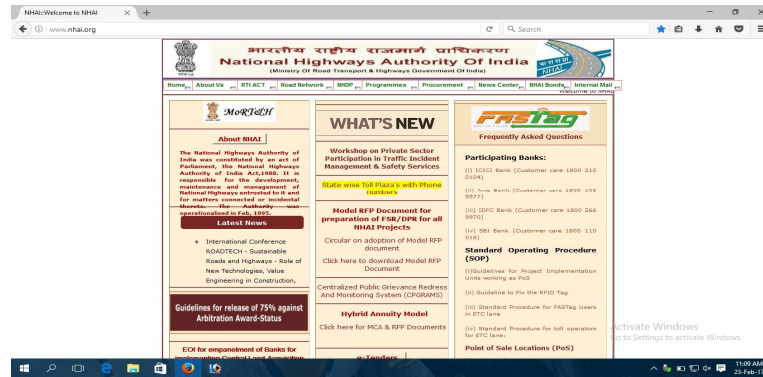 NHAI::Welcome to NHAI
www.nhai.org
Search
भारतीय राष्ट्रीय राजमार्ग प्राधिकरण
National Highways Authority Of India
(Ministry Of Road Transport & Highways Government Of India)
NHAI
Home
About Us
RTI ACT
Road Network
NHDP
Programmes
Procurement
News Center
NHAI Bonds
Internal Mail
Welcome to NHAI
MoRT&H
About NHAI
The National Highways Authority of
India was constituted by an act of
Parliament, the National Highways
Authority of India Act,1988. It is
responsible for the development,
maintenance and management of
National Highways entrusted to it and
for matters connected or incidental
thereto. The Authority was
operationalised in Feb, 1995.
Latest News
International Conference
ROADTECH - Sustainable
Roads and Highways - Role of
New Technologies, Value
Engineering in Construction,
Guidelines for release of 75% against
Arbitration Award-Status
EOI for empanelment of Banks for
implementing Central Land Acquisition
WHAT'S NEW
Workshop on Private Sector
Participation in Traffic Incident
Management & Safety Services
State wise Toll Plaza's with Phone
numbers
Model RFP Document for
preparation of FSR/DPR for all
NHAI Projects
Circular on adoption of Model RFP
document
Click here to download Model RFP
Document
Centralized Public Grievance Redress
And Monitoring System (CPGRAMS)
Hybrid Annuity Model
Click here for MCA & RFP Documents
e-Tenders
FASTag
Frequently Asked Questions
Participating Banks:
(i) ICICI Bank (Customer care 1800 210
0104)
(ii) Axis Bank (Customer care 1800
(iii) IDFC Bank (Customer care 1800 266
9970)
(iv) SBI Bank (Customer care 1800 110
018)
Standard Operating Procedure
(SOP)
(i)Guidelines for Project Implementation
Units working as PoS
(ii) Guideline to Fix the RFID Tag
(iii) Standard Procedure for FASTag Users
in ETC lane
(iv) Standard Procedure for toll operators
for ETC lane:
Point of Sale Locations (PoS)
Activate Windows
Go to Settings to activate Windows.
11:09 AM
23-Feb-17